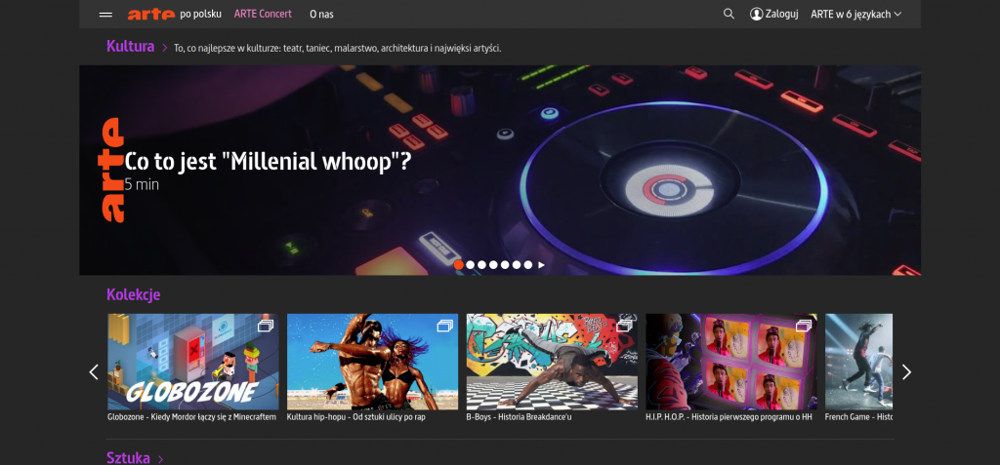 arte po polsku ARTE Concert O nas Zaloguj ARTE w 6 językach
Kultura To, co najlepsze w kulturze: teatr, taniec, malarstwo, architektura i najwięksi artyści.
arte
Co to jest "Millenial whoop"?
5 min
Kolekcje
GLOBOZONE
Globozone - Kiedy Mordor łączy się z Minecraftem
Kultura hip-hopu - Od sztuki ulicy po rap
B-Boys - Historia Breakdance'u
H.I.P. H.O.P. - Historia pierwszego programu o HH
French Game - Histo
Sztuka